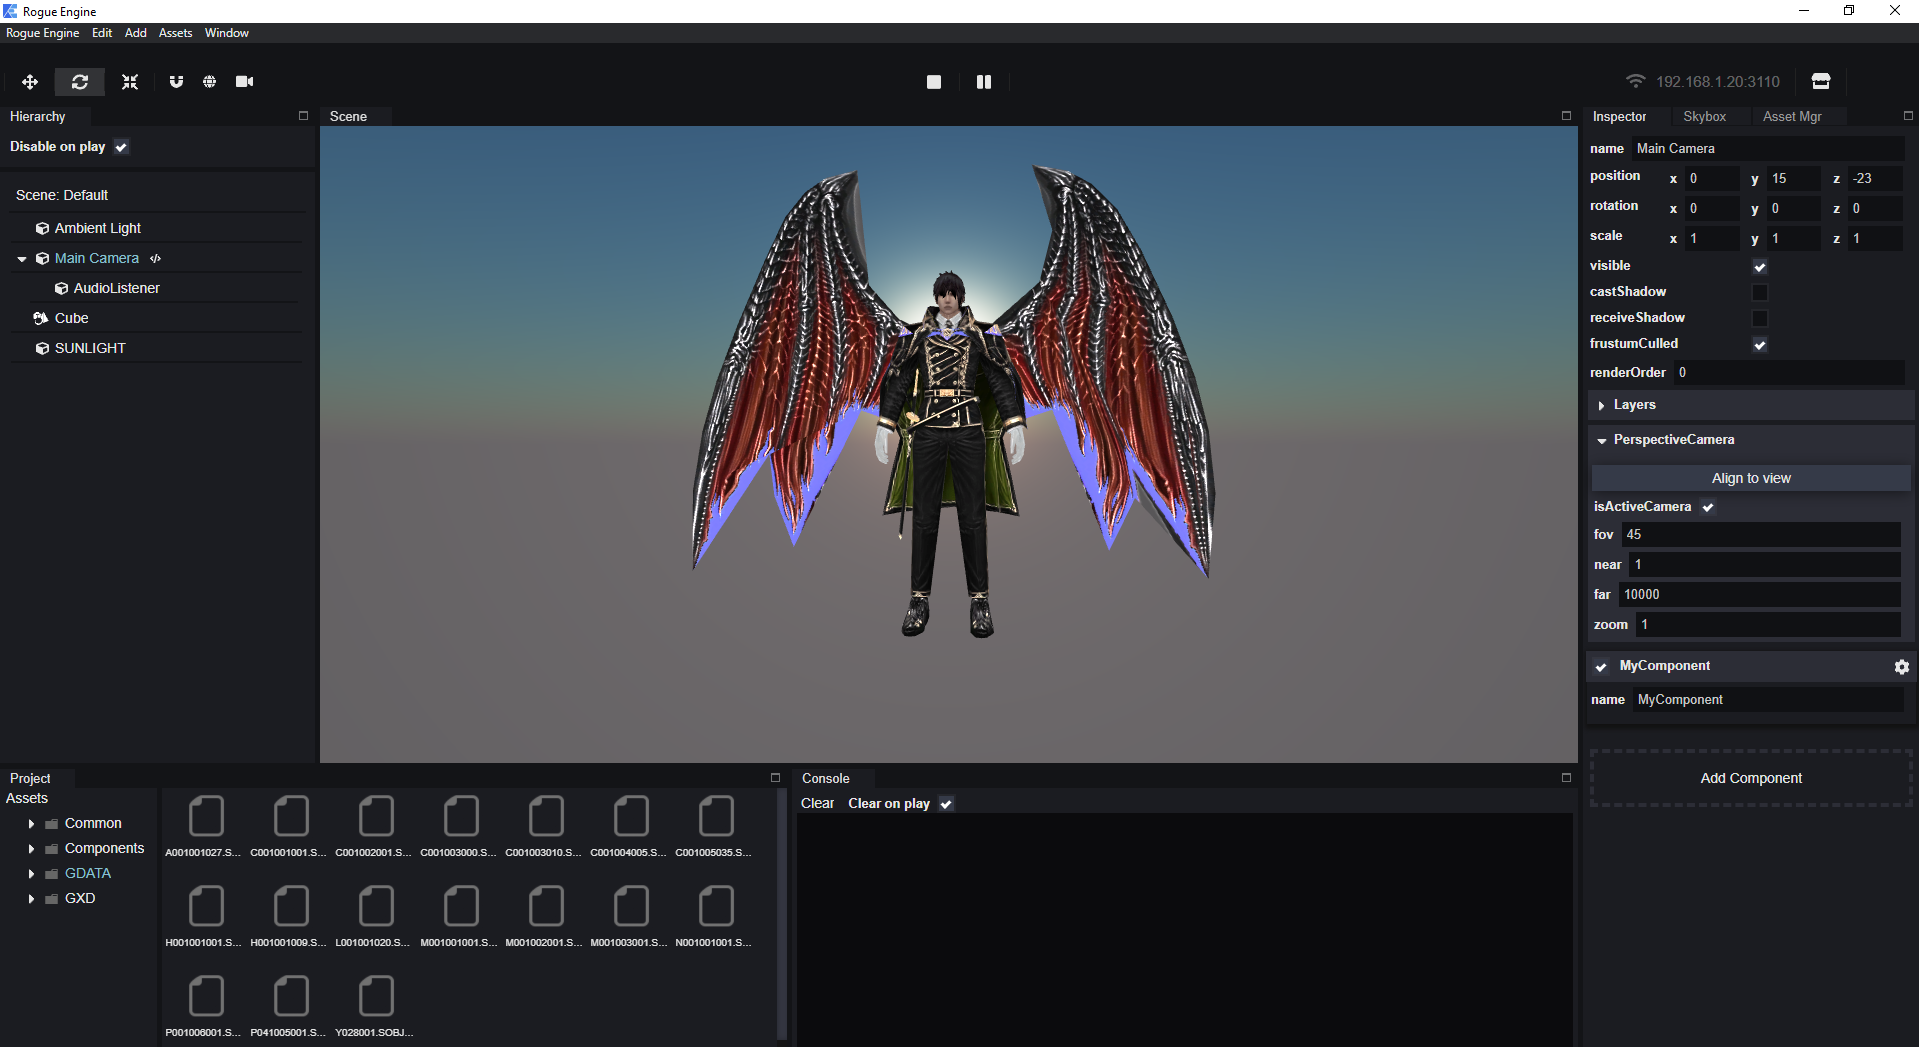 Rogue Engine
Rogue Engine Edit Add Assets Window
192.168.1.20:3110
Hierarchy
Disable on play
Scene: Default
Ambient Light
Main Camera
AudioListener
Cube
SUNLIGHT
Scene
Inspector Skybox Asset Mgr
name Main Camera
position x 0 y 15 z -23
rotation x 0 y 0 z 0
scale x 1 y 1 z 1
visible
castShadow
receiveShadow
frustumCulled
renderOrder 0
Layers
PerspectiveCamera
Align to view
isActiveCamera
fov 45
near 1
far 10000
zoom 1
MyComponent
name MyComponent
Add Component
Project
Assets
Common
Components
GDATA
GXD
A001001027.S... C001001001.S... C001002001.S... C001003000.S... C001003010.S... C001004005.S... C001005035.S...
H001001001.S... H001001009.S... L001001020.S... M001001001.S... M001002001.S... M001003001.S... N001001001.S...
P001006001.S... P041005001.S... Y028001.SOBJ...
Console
Clear Clear on play